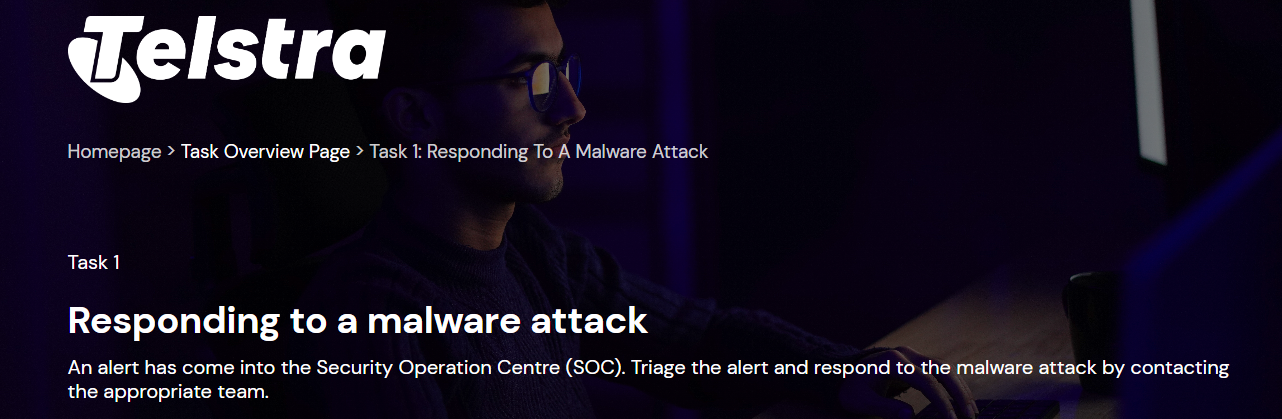 Telstra
Homepage > Task Overview Page > Task 1: Responding To A Malware Attack
Task 1
Responding to a malware attack
An alert has come into the Security Operation Centre (SOC). Triage the alert and respond to the malware attack by contacting
the appropriate team.